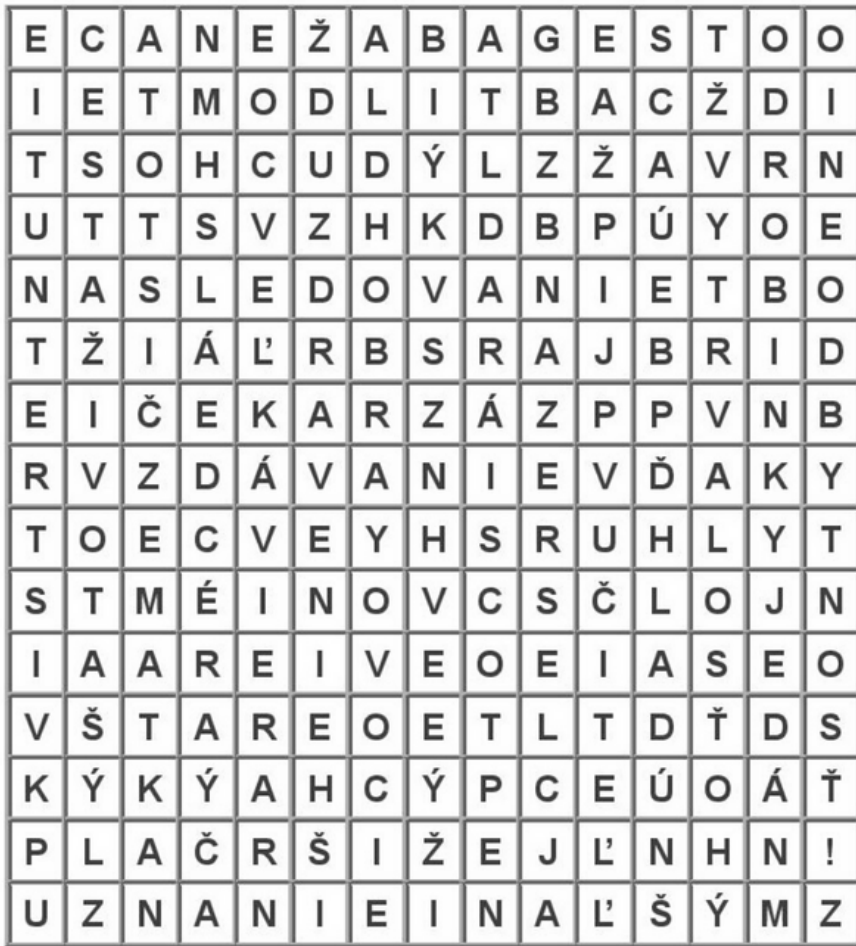 E C A N E Ž A B A G E S T O O
I E T M O D L I T B A C Ž D I
T S O H C U D Ý L Z Ž A V R N
U T T S V Z H K D B P Ú Y O E
N A S L E D O V A N I E T B O
T Ž I Á Ľ R B S R A J B R I D
E I Č E K A R Z Á Z P P V N B
R V Z D Á V A N I E V Ď A K Y
T O E C V E Y H S R U H L Y T
S T M É I N O V C S Č L O J N
I A A R E I V E O E I A S E O
V Š T A R E O E T L T D Ť D S
K Ý K Ý A H C Ý P C E Ú O Á Ť
P L A Č R Š I Ž E J Ľ N H N !
U Z N A N I E I N A Ľ Š Ý M Z